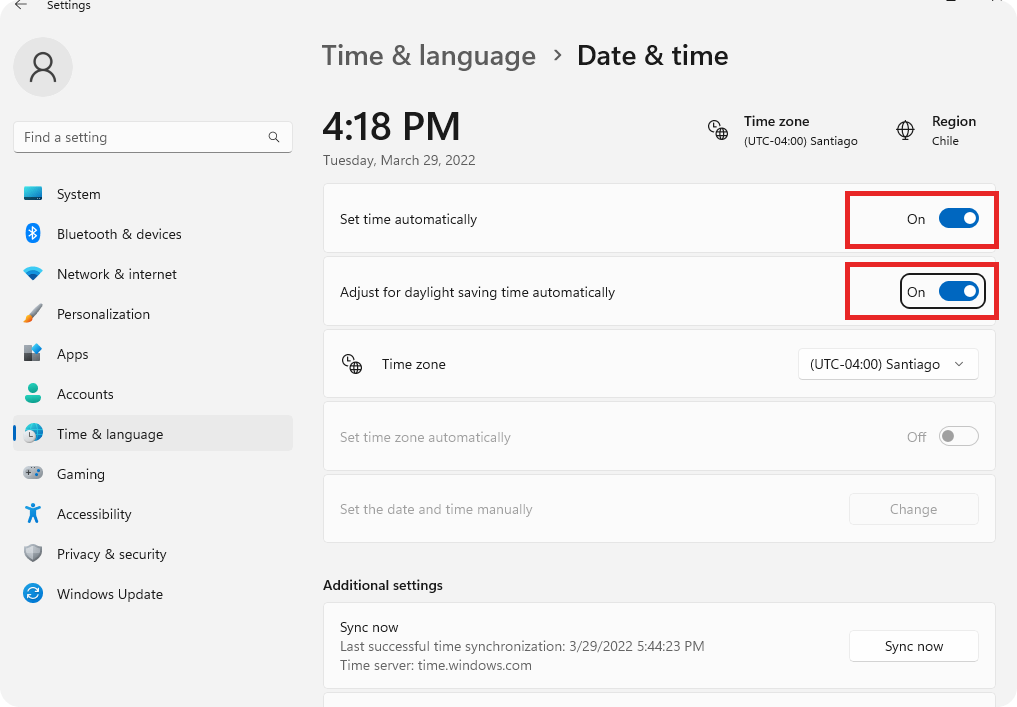 Settings
Time & language › Date & time
Find a setting
System
Bluetooth & devices
Network & internet
Personalization
Apps
Accounts
Time & language
Gaming
Accessibility
Privacy & security
Windows Update
4:18 PM
Tuesday, March 29, 2022
Time zone
(UTC-04:00) Santiago
Region
Chile
Set time automatically
On
Adjust for daylight saving time automatically
On
Time zone
(UTC-04:00) Santiago
Set time zone automatically
Off
Set the date and time manually
Change
Additional settings
Sync now
Last successful time synchronization: 3/29/2022 5:44:23 PM
Time server: time.windows.com
Sync now